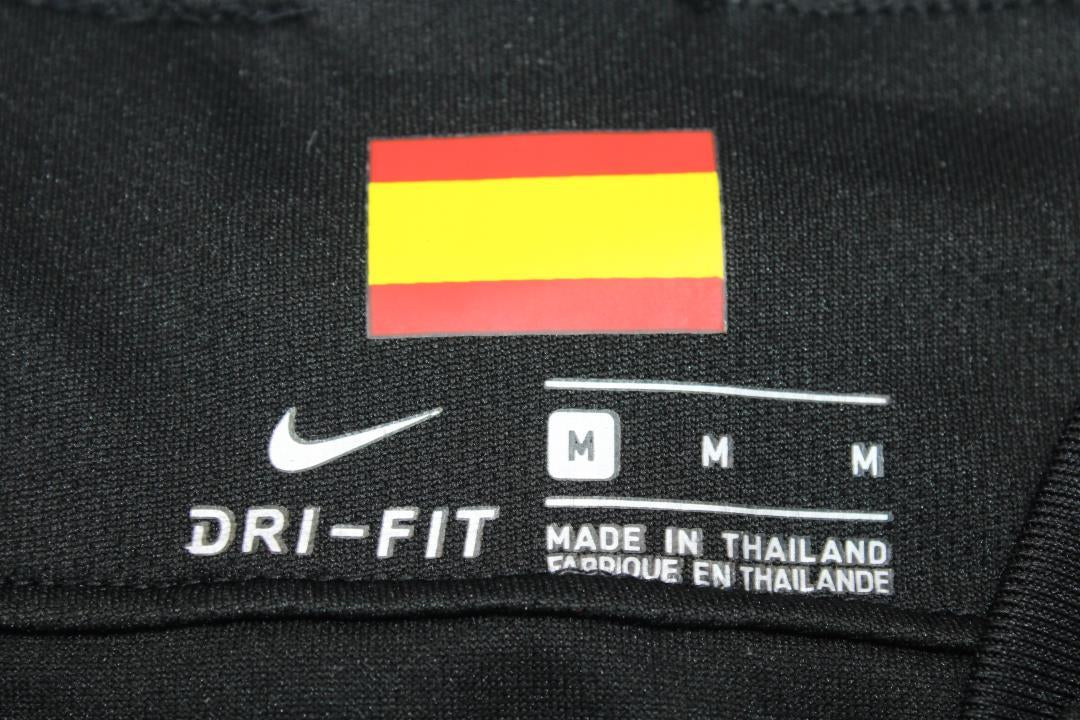 M M M
DRI-FIT
MADE IN THAILAND
FABRIQUE EN THAILANDE